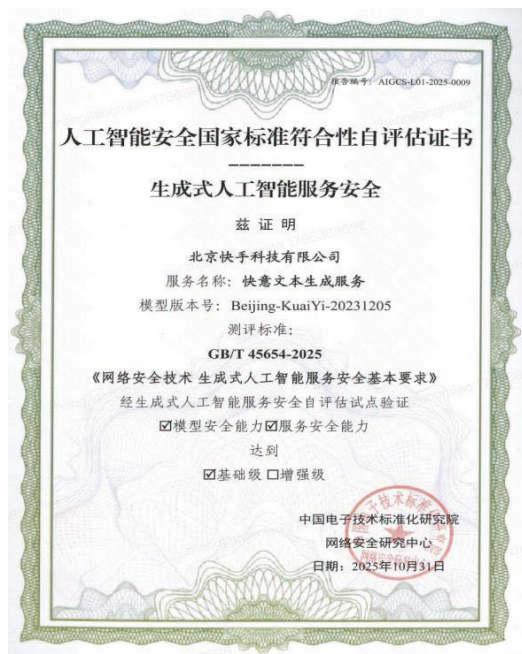 报告编号: AIGCS-L01-2025-0009
人工智能安全国家标准符合性自评估证书
———————
生成式人工智能服务安全
兹证明
北京快手科技有限公司
服务名称: 快意文本生成服务
模型版本号: Beijing-KuaiYi-20231205
测评标准:
GB/T 45654-2025
《网络安全技术 生成式人工智能服务安全基本要求》
经生成式人工智能服务安全自评估试点验证
☑模型安全能力☑服务安全能力
达到
☑基础级 ☐增强级
中国电子技术标准化研究院
网络安全研究中心
日期: 2025年10月31日